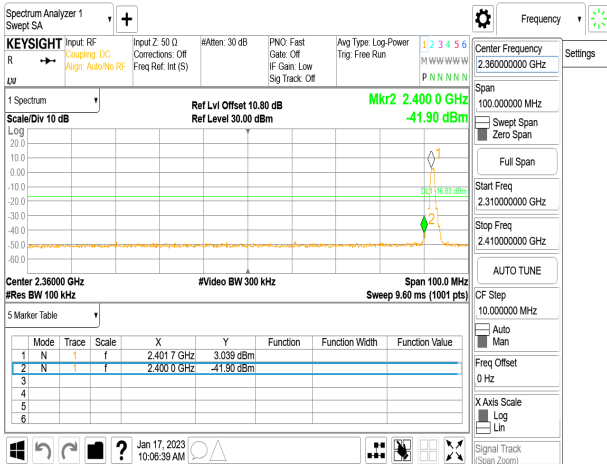 Spectrum Analyzer 1
Swept SA
Frequency
Settings
KEYSIGHT
R
LXI
Input: RF
Coupling: DC
Align: Auto/No RF
Input Z: 50 Ω
Corrections: Off
Freq Ref: Int (S)
#Atten: 30 dB
PNO: Fast
Gate: Off
IF Gain: Low
Sig Track: Off
Avg Type: Log-Power
Trig: Free Run
1 2 3 4 5 6
M W W W W W
P N N N N N
1 Spectrum
Scale/Div 10 dB
Ref Lvl Offset 10.80 dB
Ref Level 30.00 dBm
Mkr2 2.400 0 GHz
-41.90 dBm
Log
20.0
10.0
0.00
-10.0
-20.0
-30.0
-40.0
-50.0
-60.0
1
DL1 -16.83 dBm
2
Center 2.36000 GHz
#Res BW 100 kHz
#Video BW 300 kHz
Span 100.0 MHz
Sweep 9.60 ms (1001 pts)
5 Marker Table
Mode Trace Scale X Y Function Function Width Function Value
1 N 1 f 2.401 7 GHz 3.039 dBm
2 N 1 f 2.400 0 GHz -41.90 dBm
3
4
5
6
Jan 17, 2023
10:06:39 AM
?
Center Frequency
2.360000000 GHz
Span
100.000000 MHz
Swept Span
Zero Span
Full Span
Start Freq
2.310000000 GHz
Stop Freq
2.410000000 GHz
AUTO TUNE
CF Step
10.000000 MHz
Auto
Man
Freq Offset
0 Hz
X Axis Scale
Log
Lin
Signal Track
(Span Zoom)